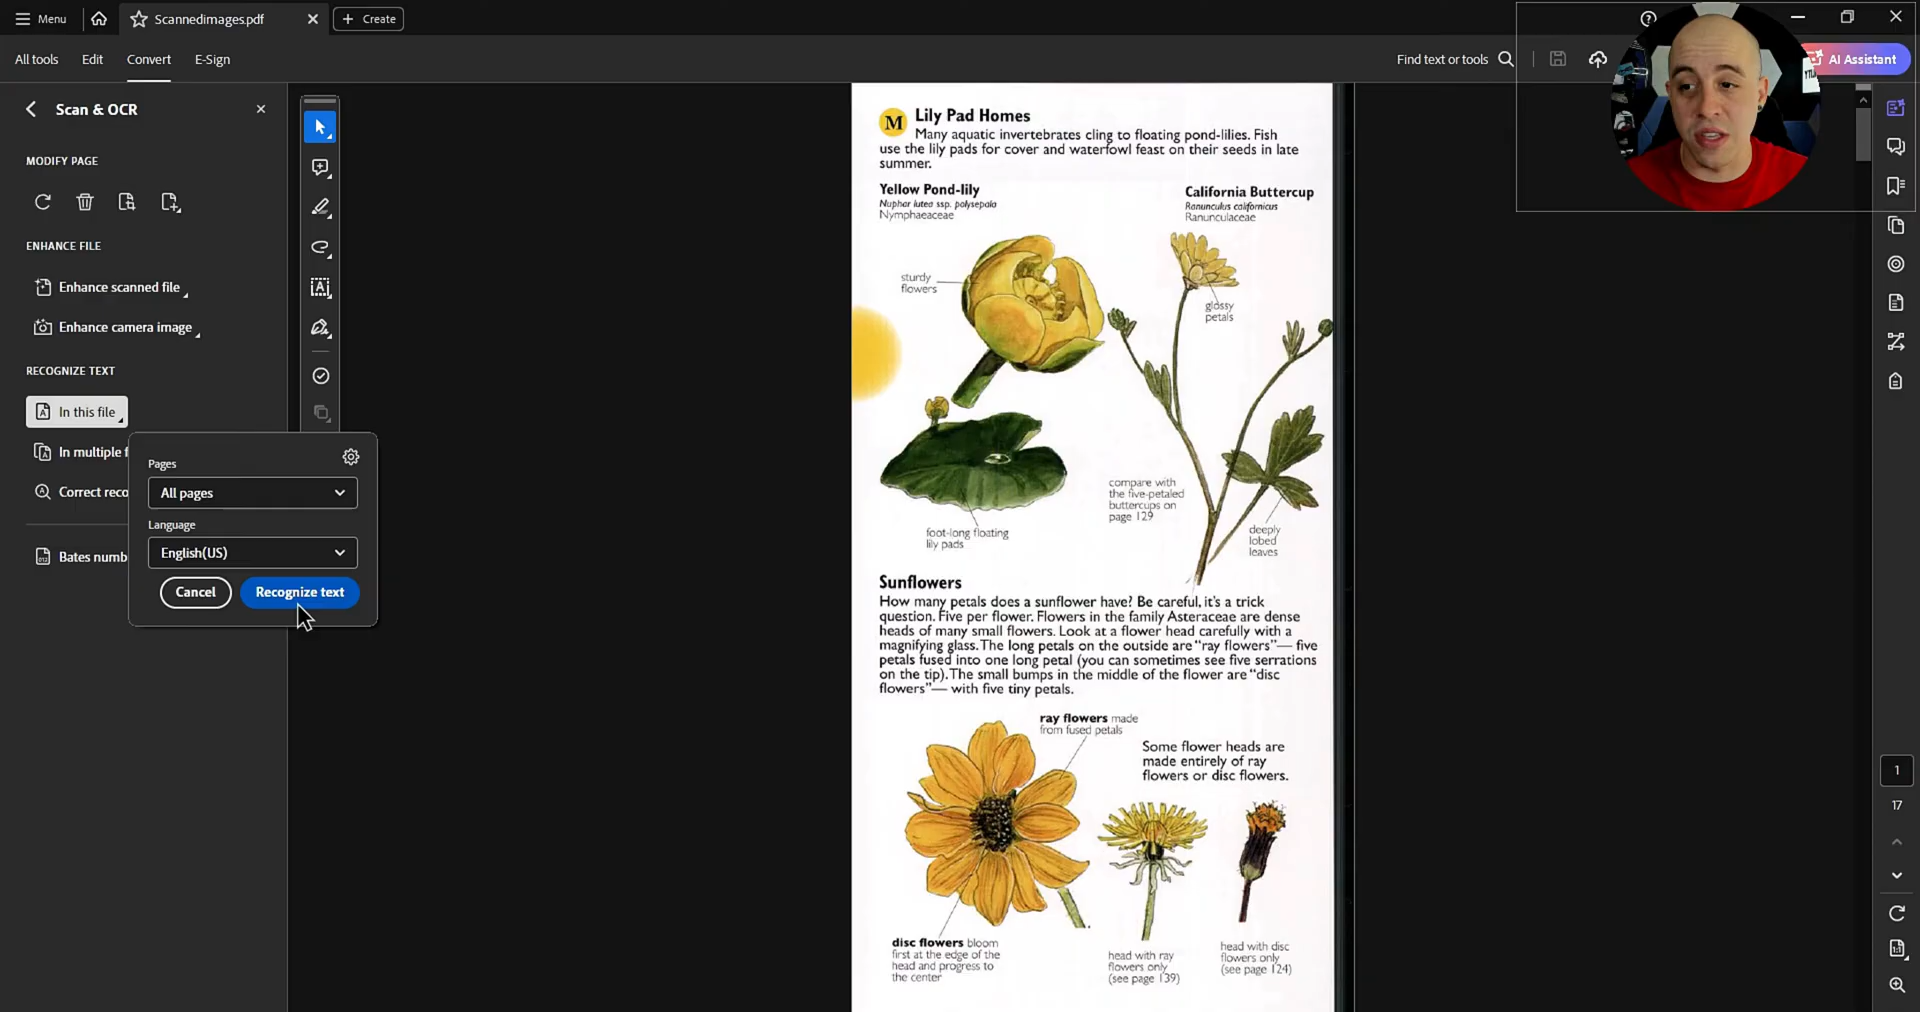 Menu
Scannedimages.pdf
Create
All tools
Edit
Convert
E-Sign
Find text or tools
AI Assistant
Scan & OCR
MODIFY PAGE
ENHANCE FILE
Enhance scanned file
Enhance camera image
RECOGNIZE TEXT
In this file
In multiple f
Correct reco
Bates numb
Pages
All pages
Language
English(US)
Cancel
Recognize text
M
Lily Pad Homes
Many aquatic invertebrates cling to floating pond-lilies. Fish
use the lily pads for cover and waterfowl feast on their seeds in late
summer.
Yellow Pond-lily
Nuphar lutea ssp. polysepala
Nymphaeaceae
California Buttercup
Ranunculus californicus
Ranunculaceae
sturdy
flowers
glossy
petals
compare with
the five-petaled
buttercups on
page 129
foot-long floating
lily pads
deeply
lobed
leaves
Sunflowers
How many petals does a sunflower have? Be careful, it's a trick
question. Five per flower. Flowers in the family Asteraceae are dense
heads of many small flowers. Look at a flower head carefully with a
magnifying glass. The long petals on the outside are "ray flowers"— five
petals fused into one long petal (you can sometimes see five serrations
on the tip). The small bumps in the middle of the flower are "disc
flowers"— with five tiny petals.
ray flowers made
from fused petals
Some flower heads are
made entirely of ray
flowers or disc flowers.
disc flowers bloom
first at the edge of the
head and progress to
the center
head with ray
flowers only
(see page 139)
head with disc
flowers only
(see page 124)
1
17